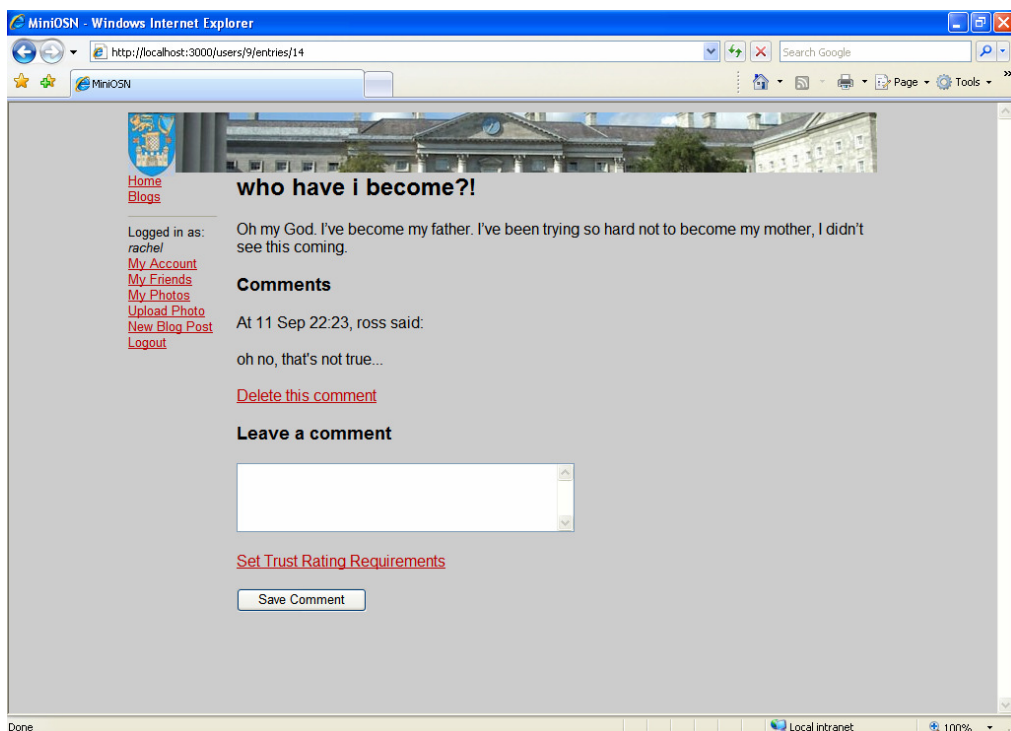 MiniOSN - Windows Internet Explorer
http://localhost:3000/users/9/entries/14
Search Google
MiniOSN
Page
Tools
Home
Blogs
Logged in as:
rachel
My Account
My Friends
My Photos
Upload Photo
New Blog Post
Logout
who have i become?!
Oh my God. I've become my father. I've been trying so hard not to become my mother, I didn't
see this coming.
Comments
At 11 Sep 22:23, ross said:
oh no, that's not true...
Delete this comment
Leave a comment
Set Trust Rating Requirements
Save Comment
Done
Local intranet
100%